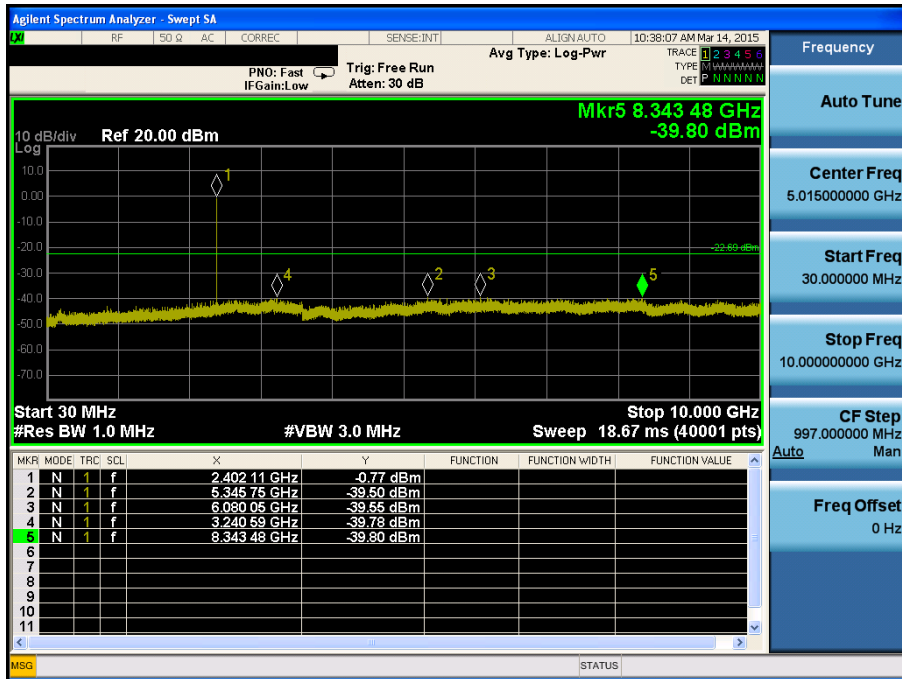 Agilent Spectrum Analyzer - Swept SA
LXI RF 50 Ω AC CORREC SENSE:INT ALIGN AUTO 10:38:07 AM Mar 14, 2015
Frequency
Avg Type: Log-Pwr
TRACE 1 2 3 4 5 6
PNO: Fast Trig: Free Run
TYPE M WWWWW
IFGain:Low Atten: 30 dB
DET P N N N N N
Auto Tune
Mkr5 8.343 48 GHz
10 dB/div Ref 20.00 dBm -39.80 dBm
Log
10.0
0.00
-10.0
-20.0
-30.0
-40.0
-50.0
-60.0
-70.0
1
-22.69 dBm
4
2
3
5
Center Freq
5.015000000 GHz
Start Freq
30.000000 MHz
Stop Freq
10.000000000 GHz
Start 30 MHz Stop 10.000 GHz
#Res BW 1.0 MHz #VBW 3.0 MHz Sweep 18.67 ms (40001 pts)
CF Step
997.000000 MHz
Auto Man
MKR MODE TRC SCL X Y FUNCTION FUNCTION WIDTH FUNCTION VALUE
1 N 1 f 2.402 11 GHz -0.77 dBm
2 N 1 f 5.345 75 GHz -39.50 dBm
3 N 1 f 6.080 05 GHz -39.55 dBm
4 N 1 f 3.240 59 GHz -39.78 dBm
5 N 1 f 8.343 48 GHz -39.80 dBm
6
7
8
9
10
11
Freq Offset
0 Hz
MSG STATUS